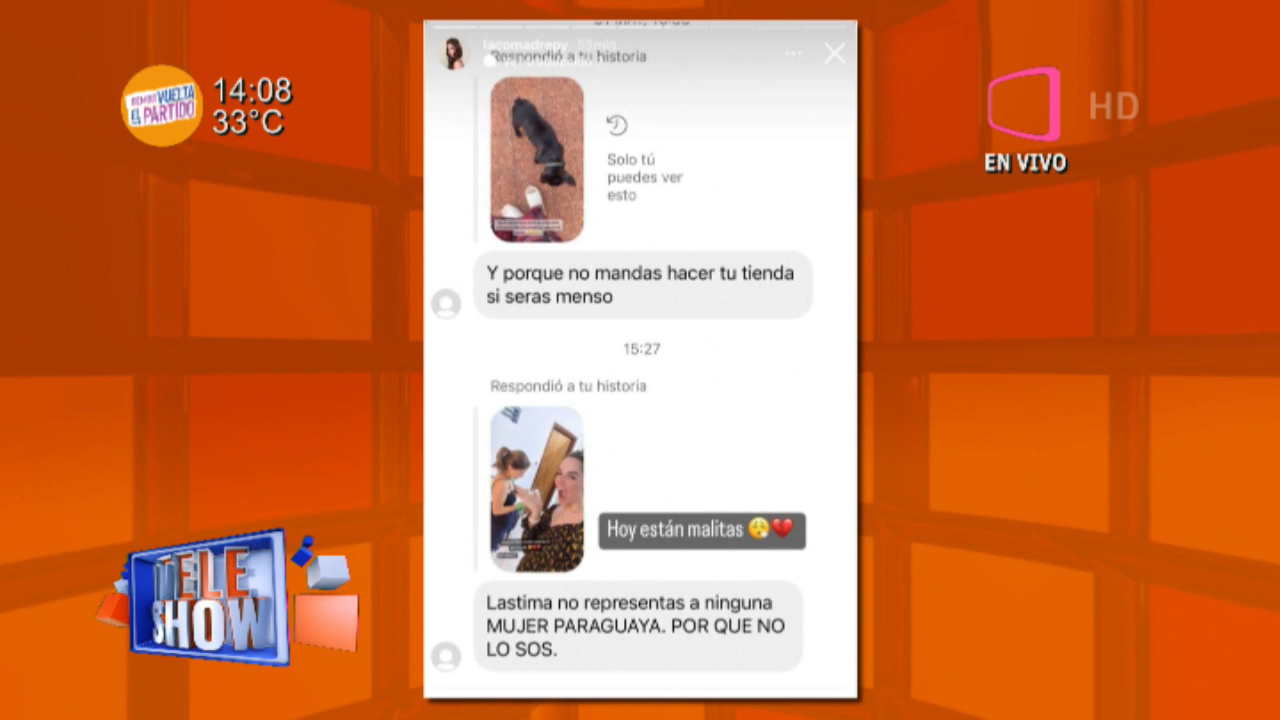 lacomadrepy 55min
Respondió a tu historia
VUELTA
EL PARTIDO
14:08
33°C
HD
EN VIVO
Solo tú
puedes ver
esto
Y porque no mandas hacer tu tienda
si seras menso
15:27
Respondió a tu historia
Hoy están malitas 😮‍💨💔
TELE
SHOW
Lastima no representas a ninguna
MUJER PARAGUAYA. POR QUE NO
LO SOS.